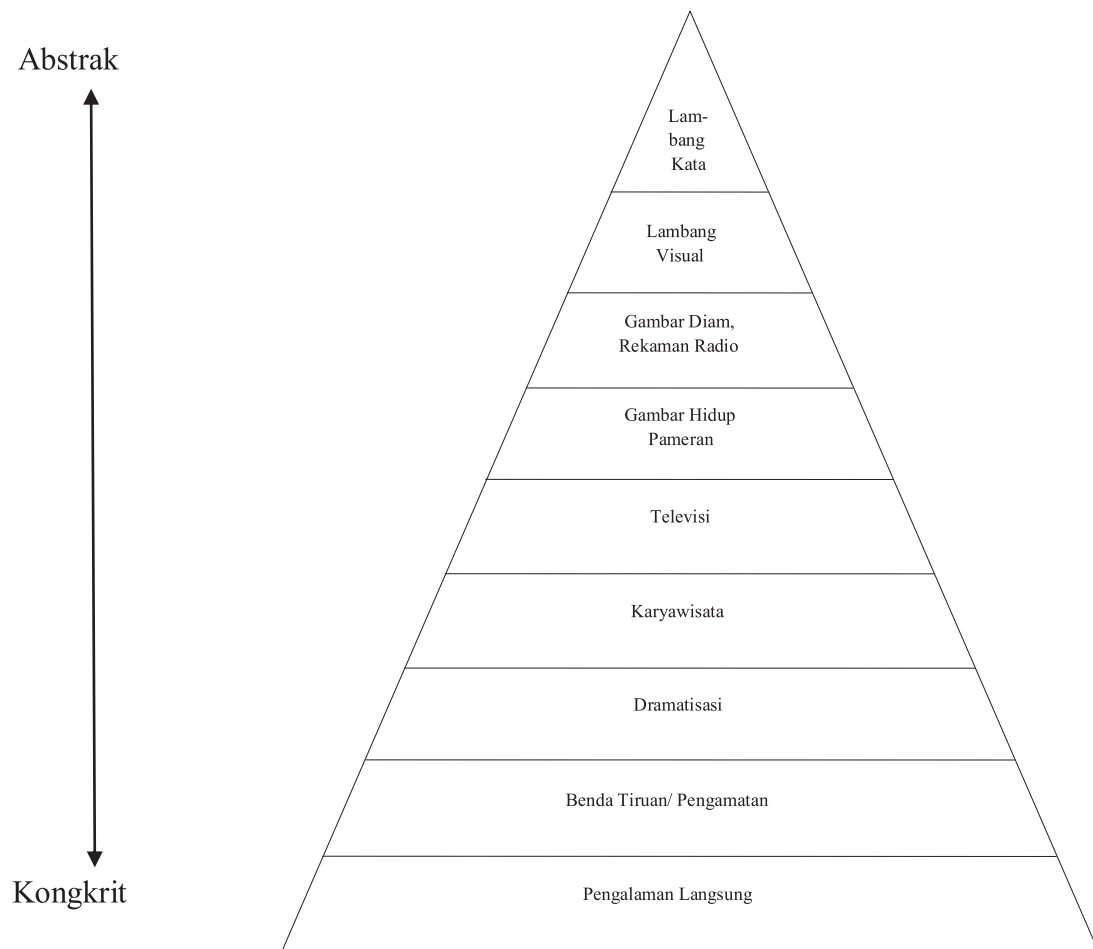 Abstrak
Lam-
bang
Kata
Lambang
Visual
Gambar Diam,
Rekaman Radio
Gambar Hidup
Pameran
Televisi
Karyawisata
Dramatisasi
Benda Tiruan/ Pengamatan
Kongkrit
Pengalaman Langsung